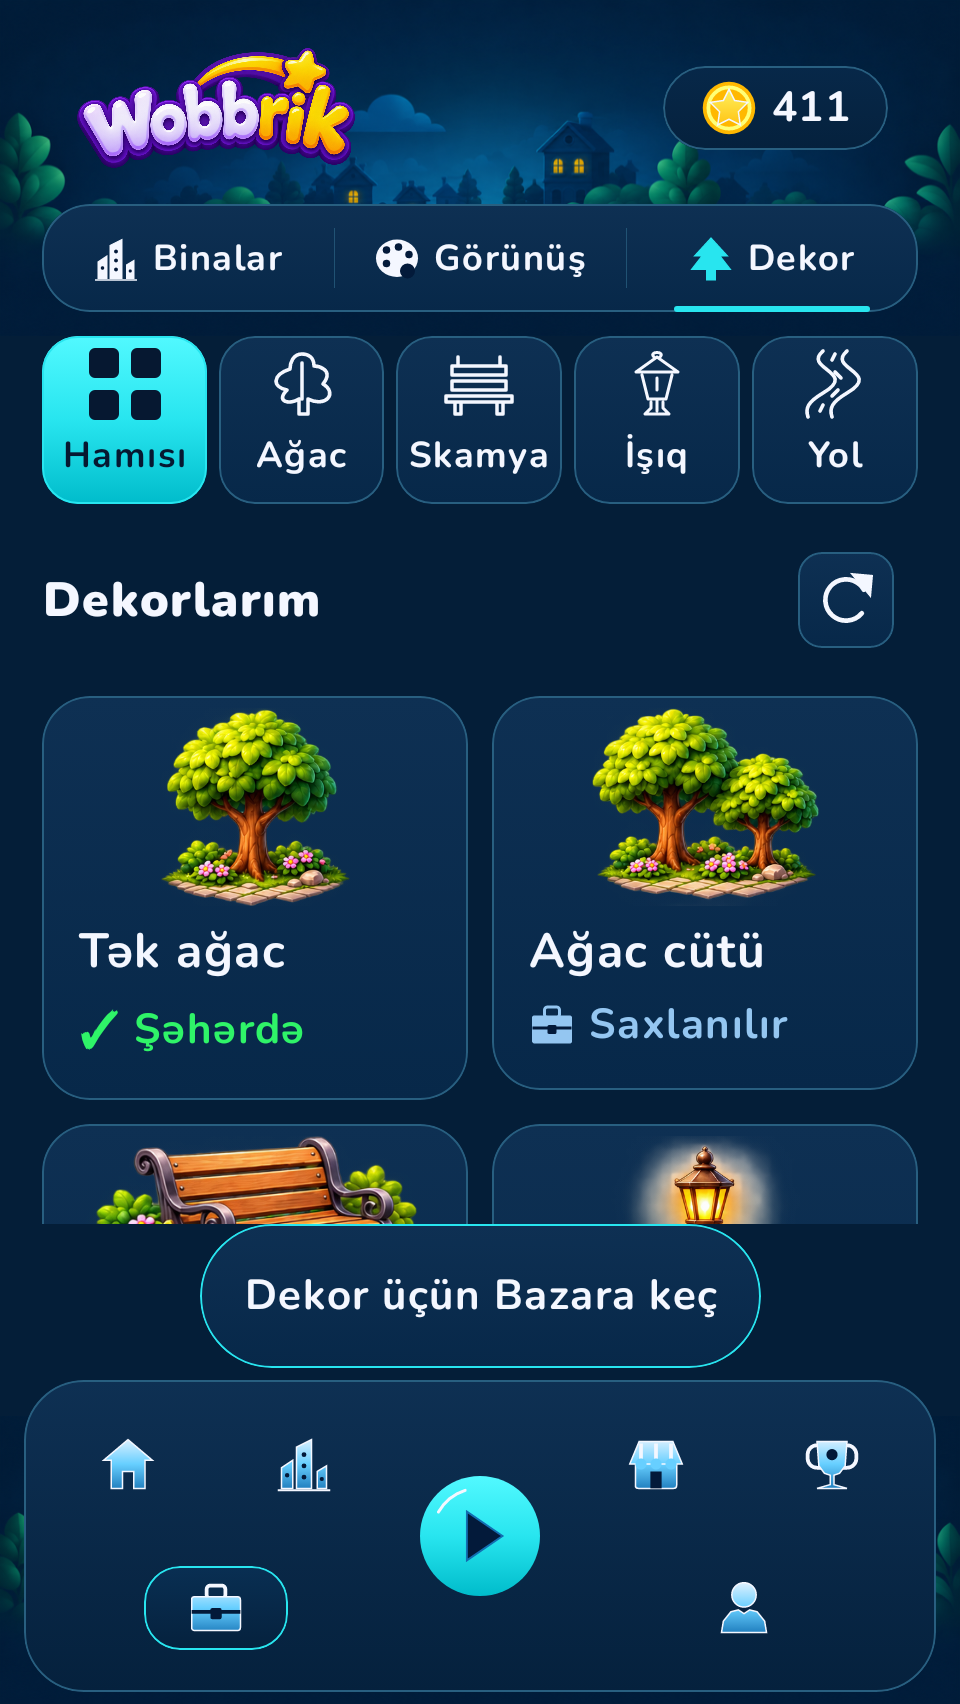 Wobbrik
411
Binalar
Görünüş
Dekor
Hamısı
Ağac
Skamya
İşıq
Yol
Dekorlarım
Tək ağac
Şəhərdə
Ağac cütü
Saxlanılır
Dekor üçün Bazara keç